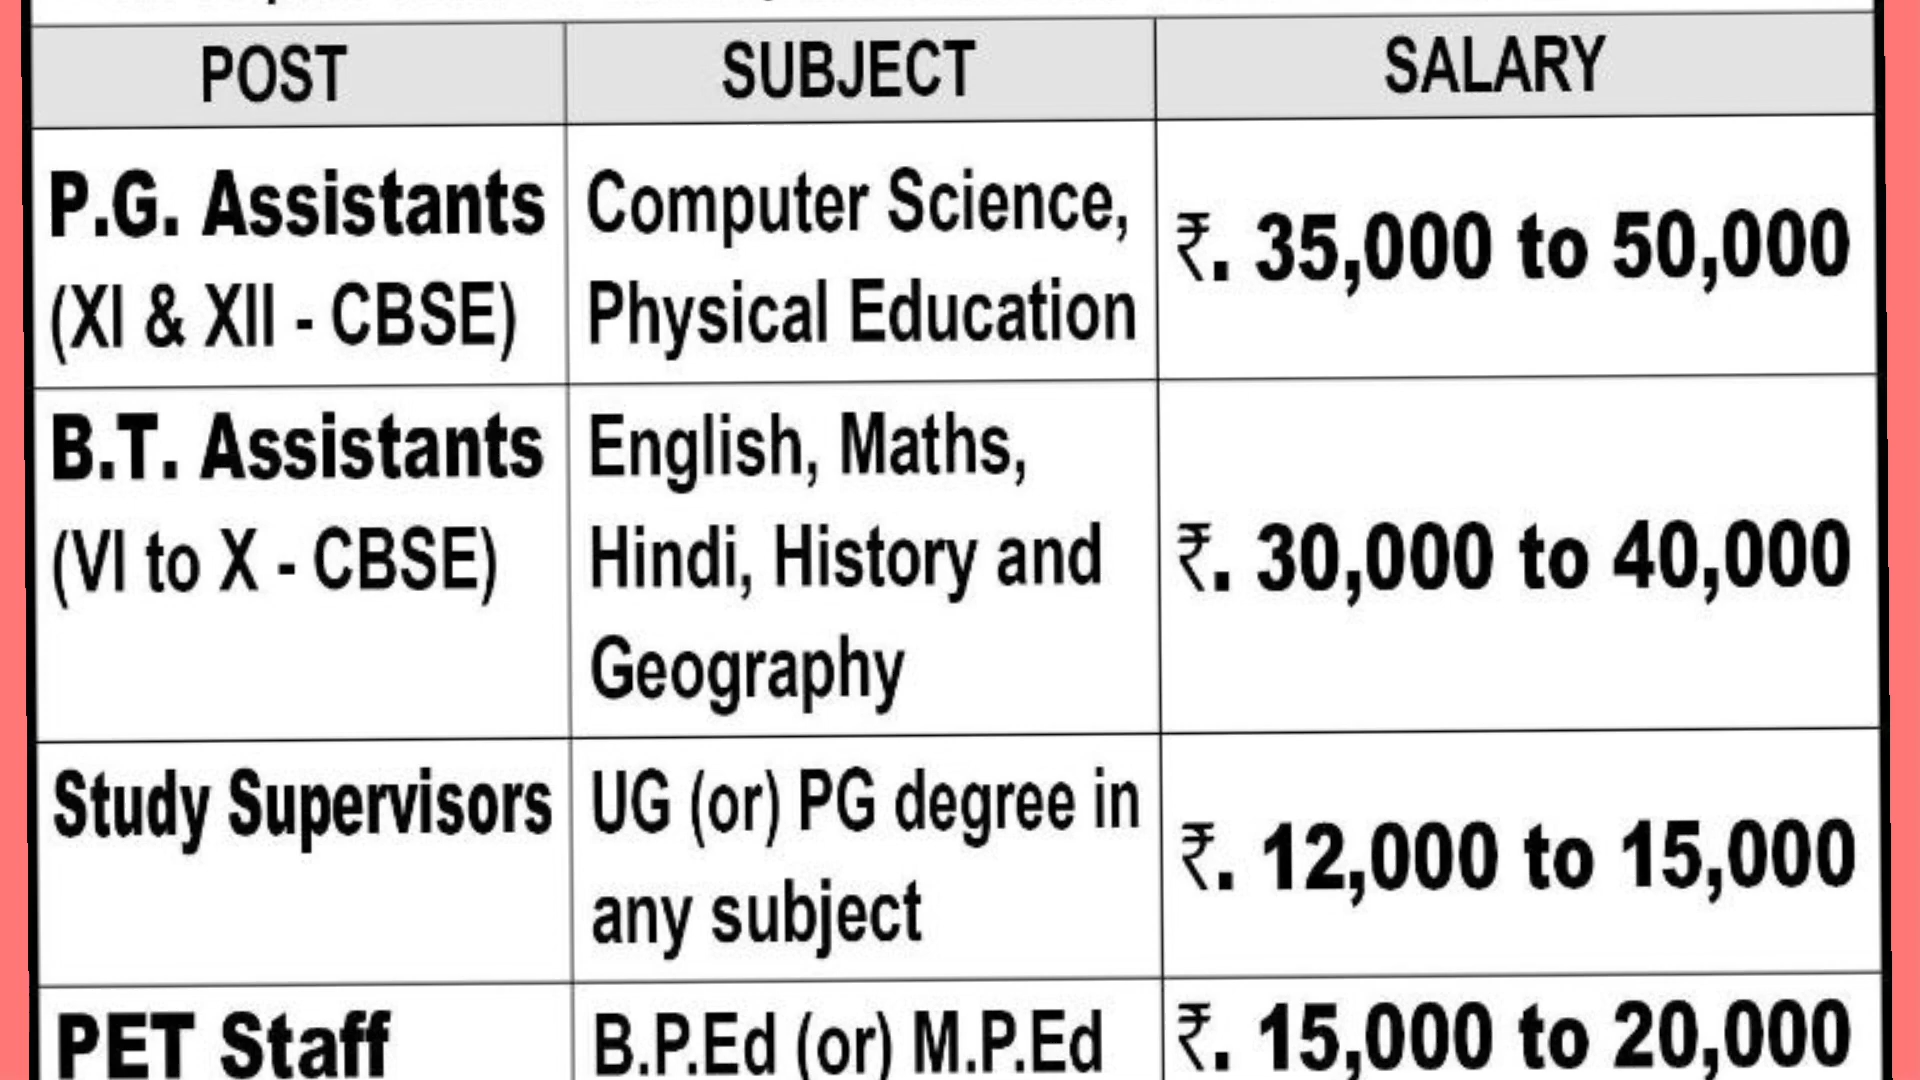 POST SUBJECT SALARY
P.G. Assistants
(XI & XII - CBSE)
Computer Science,
Physical Education
₹. 35,000 to 50,000
B.T. Assistants
(VI to X - CBSE)
English, Maths,
Hindi, History and
Geography
₹. 30,000 to 40,000
Study Supervisors
UG (or) PG degree in
any subject
₹. 12,000 to 15,000
PET Staff
B.P.Ed (or) M.P.Ed
₹. 15,000 to 20,000